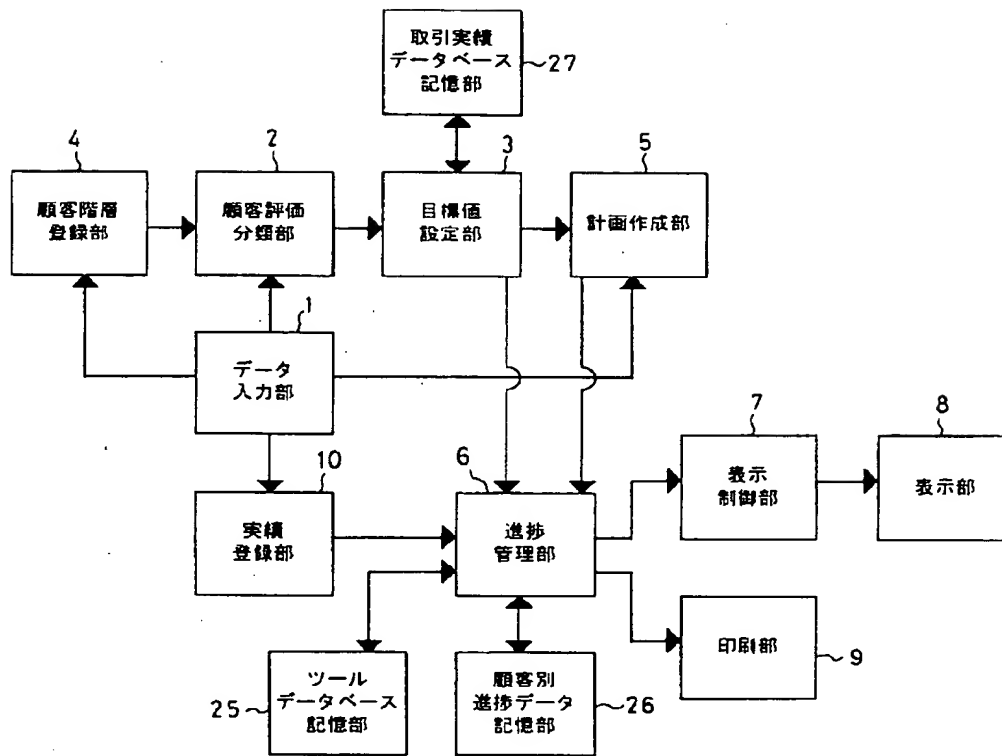 取引実績
データベース
記憶部
27
4
2
3
5
顧客階層
登録部
顧客評価
分類部
目標値
設定部
計画作成部
1
データ
入力部
7
8
10
6
表示
制御部
表示部
実績
登録部
進捗
管理部
印刷部
9
ツール
データベース
記憶部
25
顧客別
進捗データ
記憶部
26